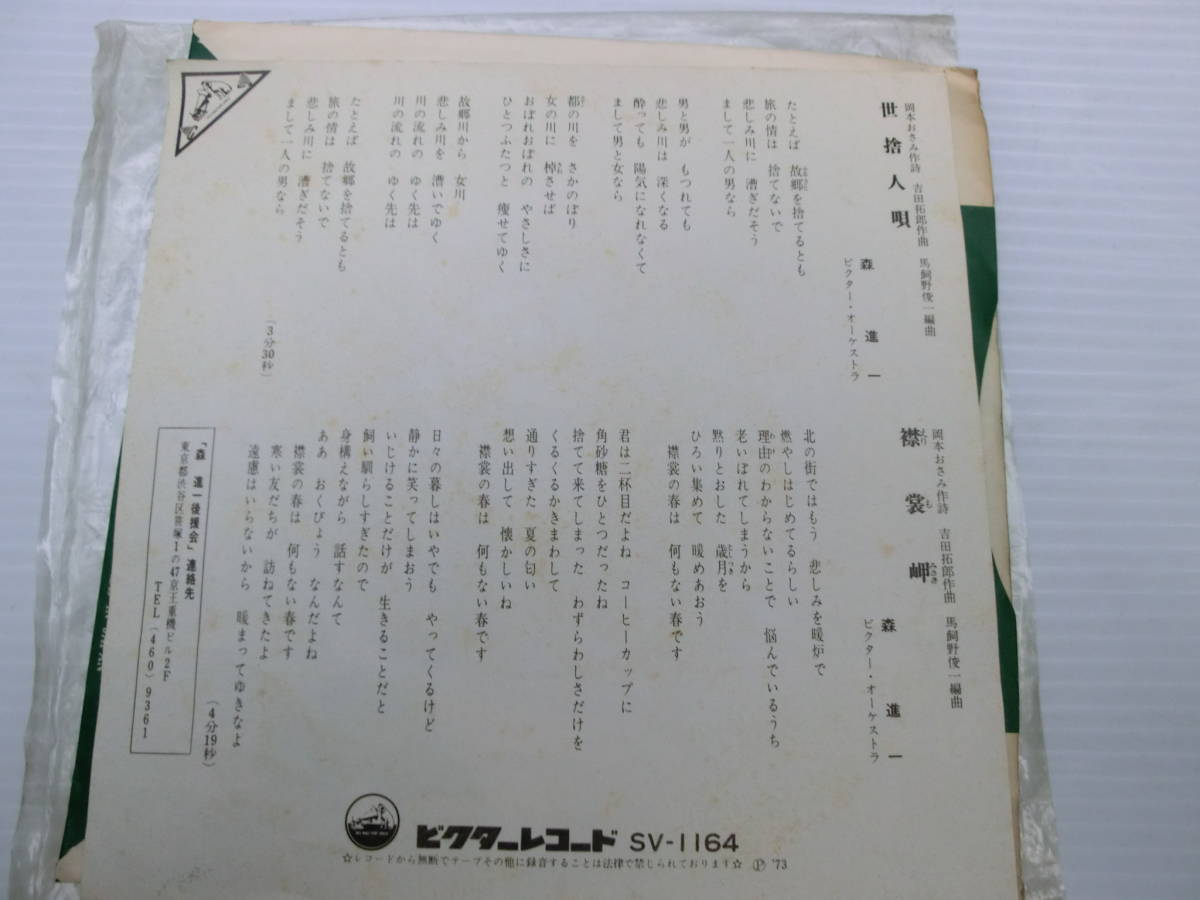 世捨人唄
岡本おさみ作詩　吉田拓郎作曲　馬飼野俊一編曲
森　進　一
ビクター・オーケストラ
たとえば　故郷を捨てるとも
旅の情は　捨てないで
悲しみ川に　漕ぎだそう
まして一人の男なら
男と男が　もつれても
悲しみ川は　深くなる
酔っても　陽気になれなくて
まして男と女なら
都の川を　さかのぼり
女の川に　棹させば
おぼれおぼれの　やさしさに
ひとつふたつと　瘦せてゆく
故郷川から　女川
悲しみ川を　漕いでゆく
川の流れの　ゆく先は
川の流れの　ゆく先は
たとえば　故郷を捨てるとも
旅の情は　捨てないで
悲しみ川に　漕ぎだそう
まして一人の男なら
(3分30秒)
襟裳岬
えりもみさき
岡本おさみ作詩　吉田拓郎作曲　馬飼野俊一編曲
森　進　一
ビクター・オーケストラ
北の街ではもう　悲しみを暖炉で
燃やしはじめてるらしい
理由のわからないことで　悩んでいるうち
老いぼれてしまうから
黙りとおした　歳月を
ひろい集めて　暖めあおう
襟裳の春は　何もない春です
君は二杯目だよね　コーヒーカップに
角砂糖をひとつだったね
捨てて来てしまった　わずらわしさだけを
くるくるかきまわして
通りすぎた　夏の匂い
想い出して　懐かしいね
襟裳の春は　何もない春です
日々の暮しはいやでも　やってくるけど
静かに笑ってしまおう
いじけることだけが　生きることだと
飼い馴らしすぎたので
身構えながら　話すなんて
ああ　おくびょう　なんだよね
襟裳の春は　何もない春です
寒い友だちが　訪ねてきたよ
遠慮はいらないから　暖まってゆきなよ
(4分19秒)
「森　進一後援会」連絡先
東京都渋谷区笹塚1の47京王重機ビル2F
TEL (460) 9361
ビクターレコード SV-1164
☆レコードから無断でテープその他に録音することは法律で禁じられております☆ Ⓟ '73